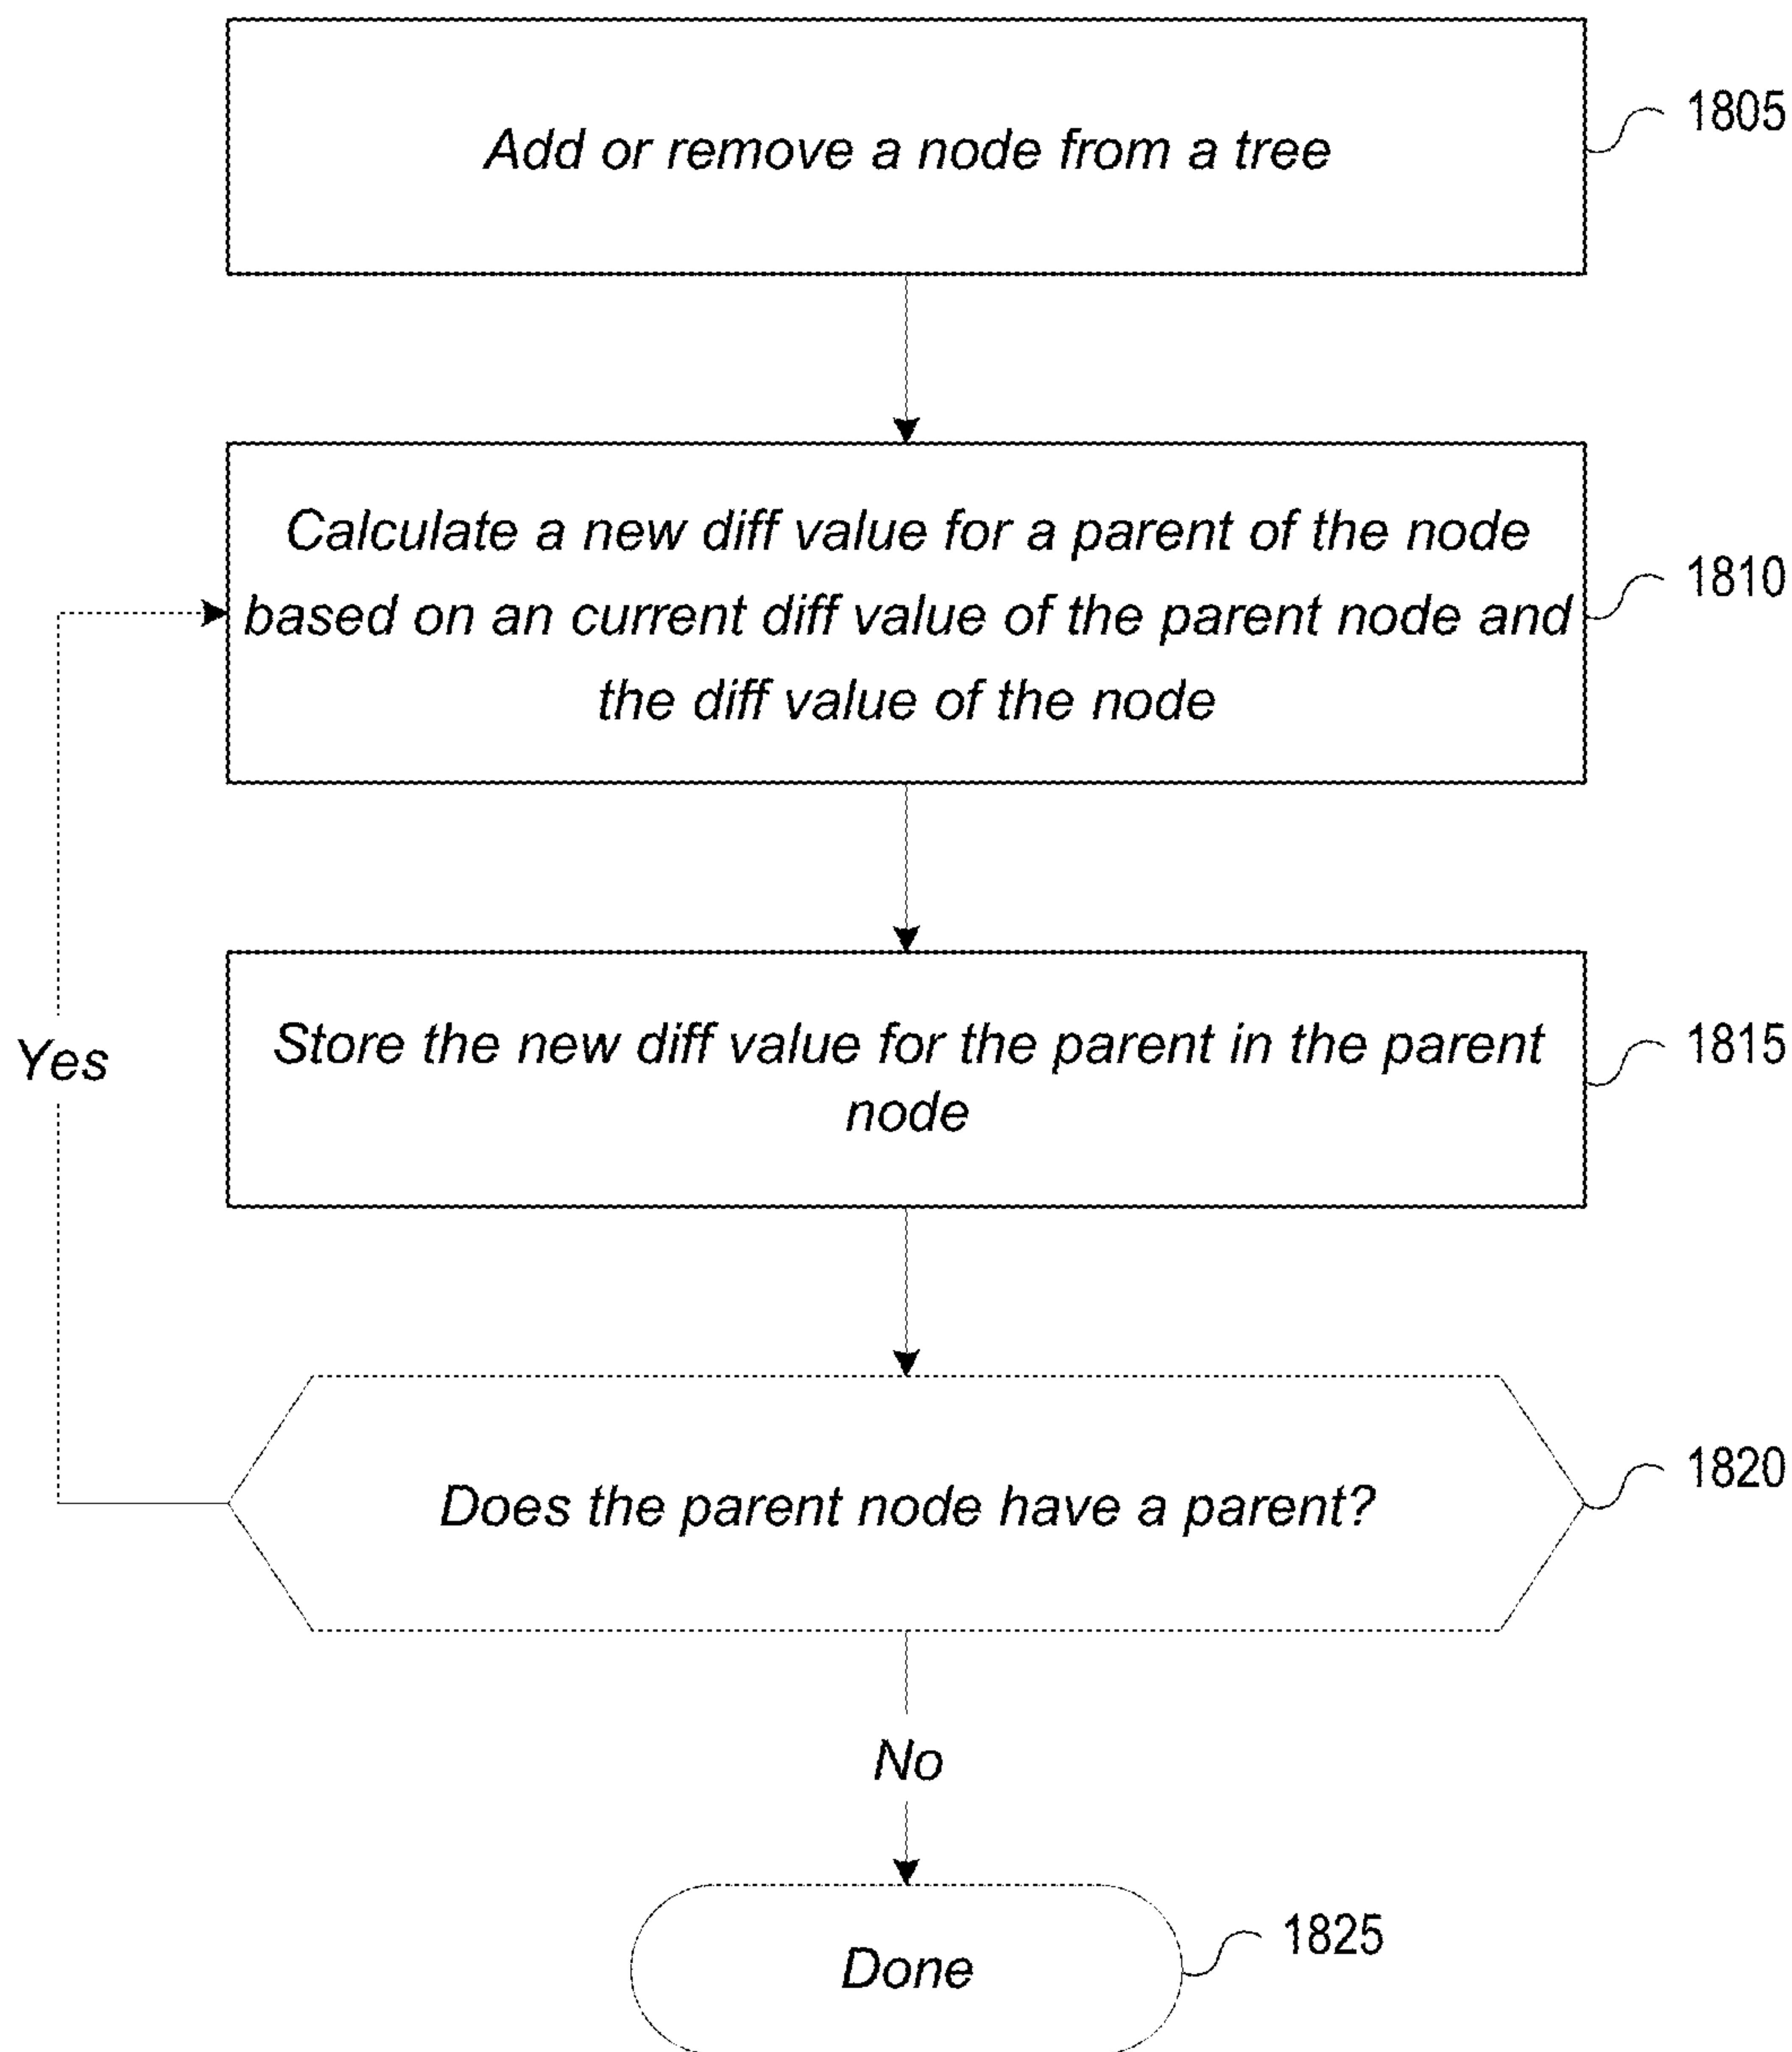 Add or remove a node from a tree
1805
Calculate a new diff value for a parent of the node
based on an current diff value of the parent node and
the diff value of the node
1810
Store the new diff value for the parent in the parent
node
1815
Yes
Does the parent node have a parent?
1820
No
Done
1825